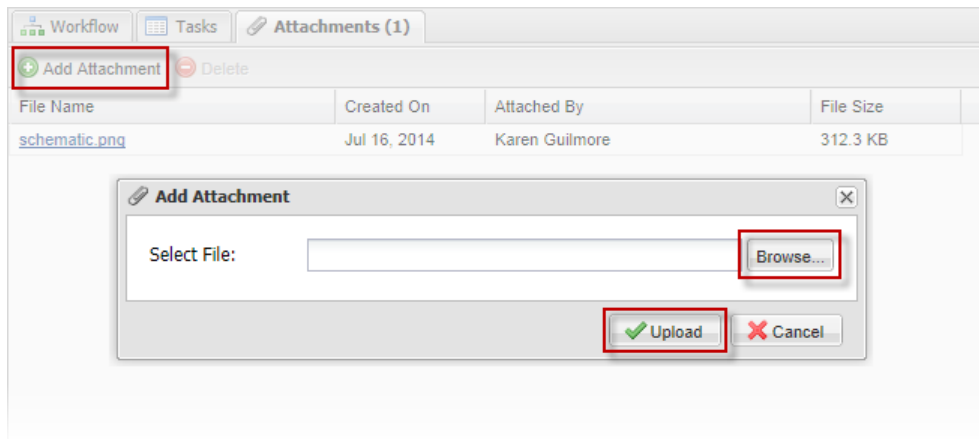 Workflow Tasks Attachments (1)
Add Attachment Delete
File Name Created On Attached By File Size
schematic.png Jul 16, 2014 Karen Guilmore 312.3 KB
Add Attachment
Select File: Browse...
Upload Cancel